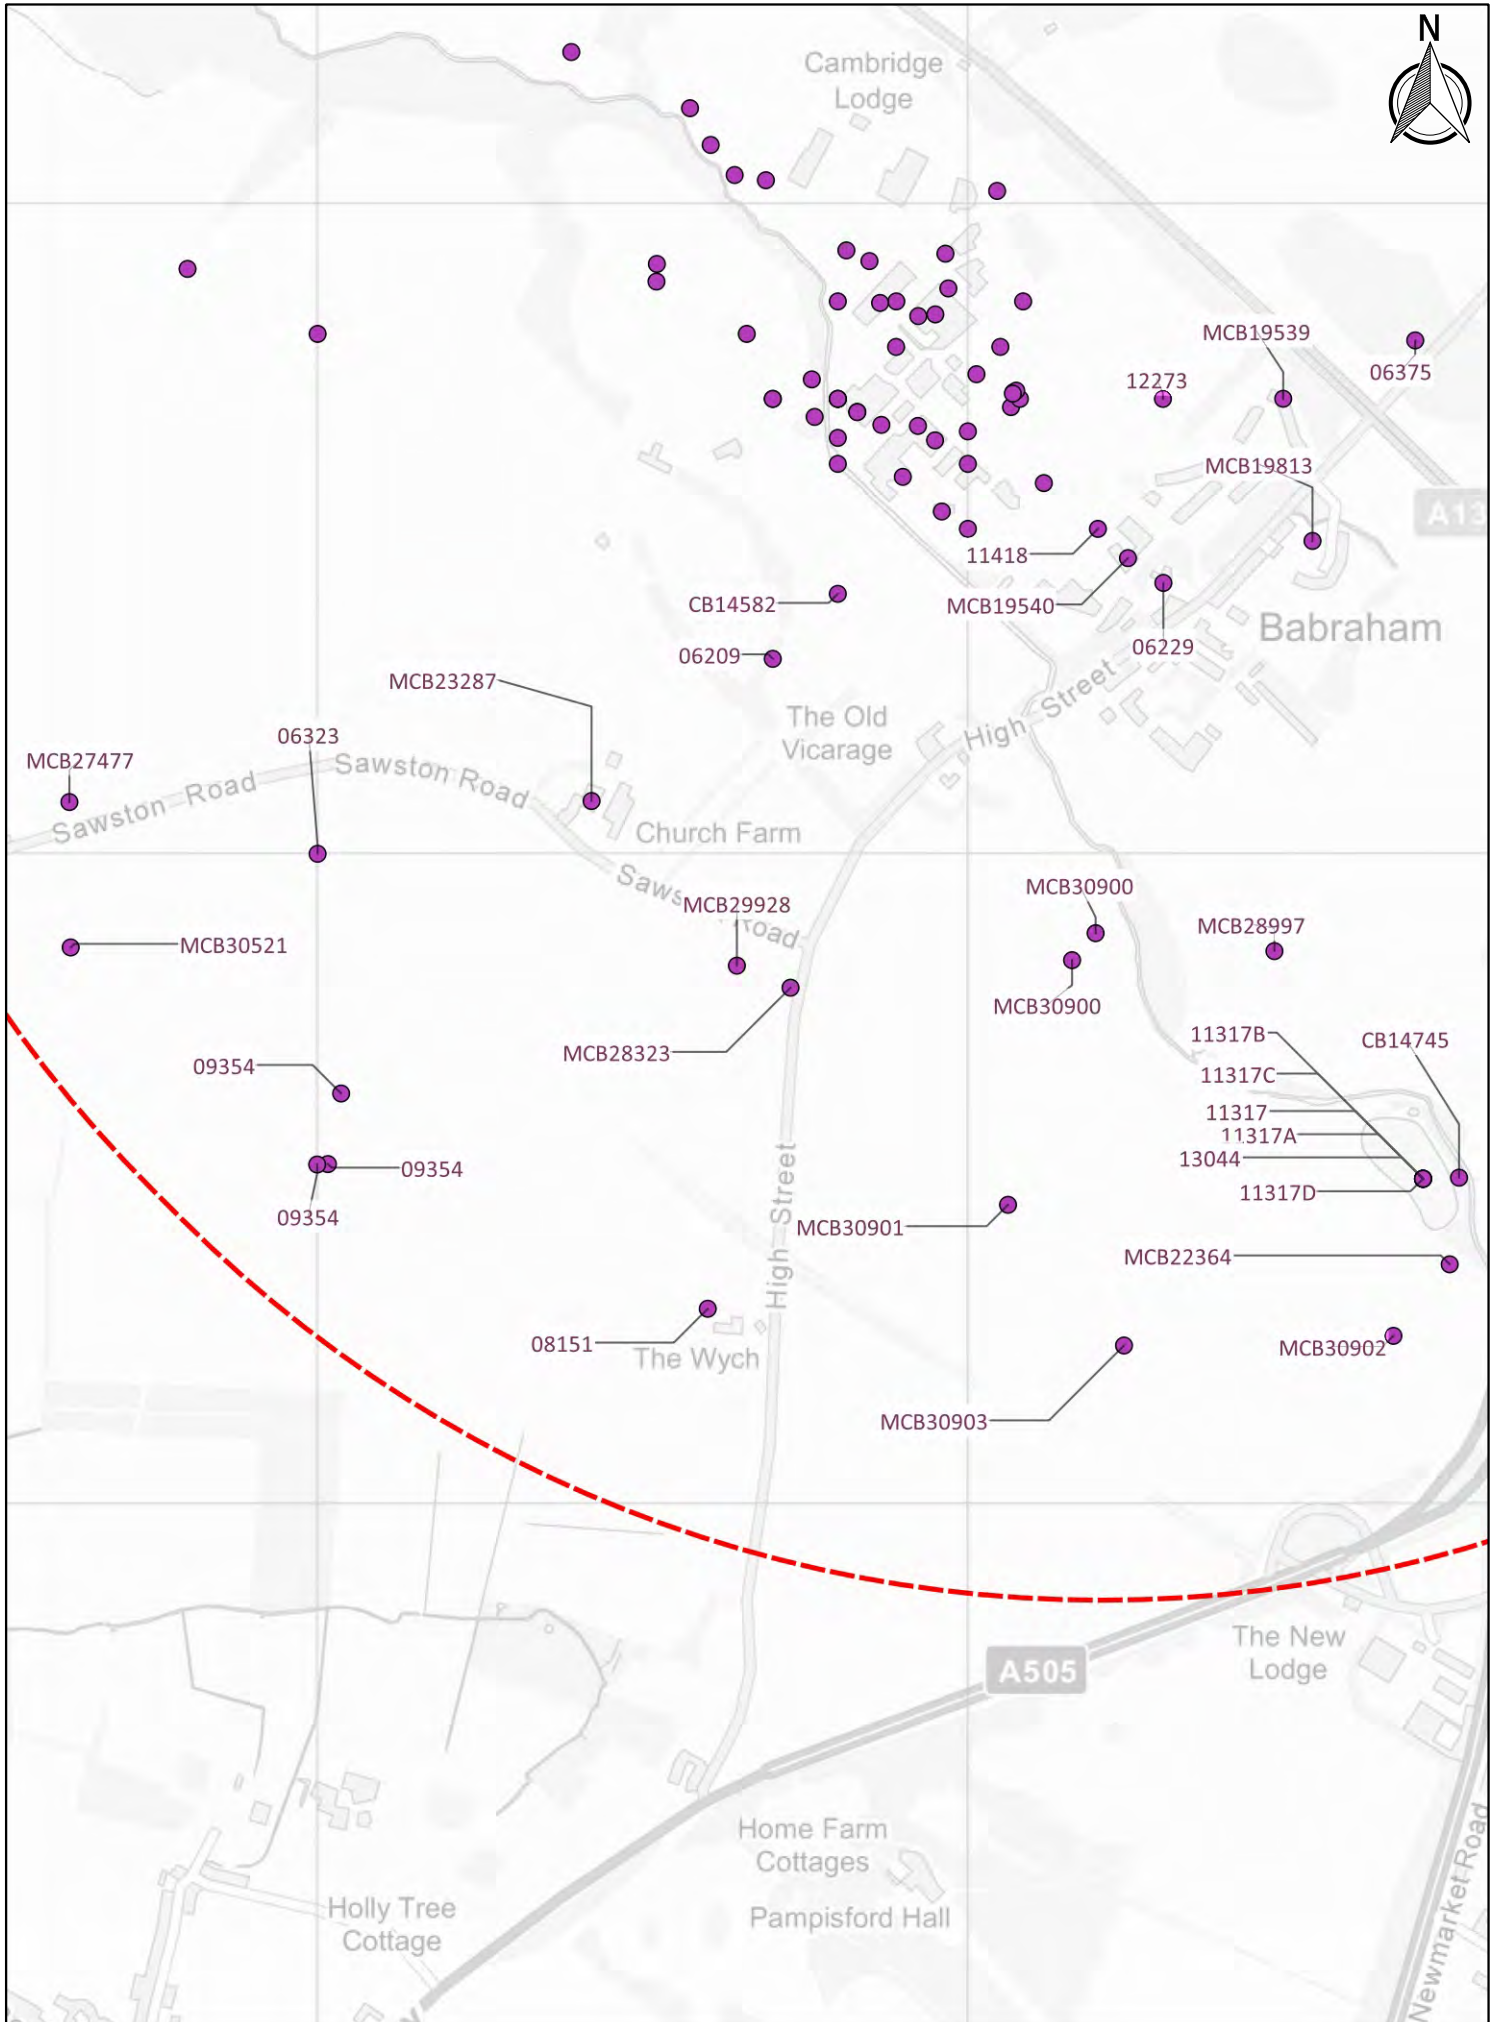 N
Cambridge
Lodge
MCB19539
06375
12273
MCB19813
A13
11418
CB14582
MCB19540
Babraham
06209
06229
MCB23287
The Old
Vicarage
High Street
06323
MCB27477
Sawston Road
Sawston Road
Church Farm
Saws Road
MCB30900
MCB29928
MCB28997
MCB30521
MCB30900
11317B
CB14745
MCB28323
09354
11317C
11317
11317A
13044
09354
11317D
09354
MCB30901
High Street
MCB22364
08151
The Wych
MCB30902
MCB30903
The New
Lodge
A505
Home Farm
Cottages
Holly Tree
Cottage
Pampisford Hall
Newmarket Road